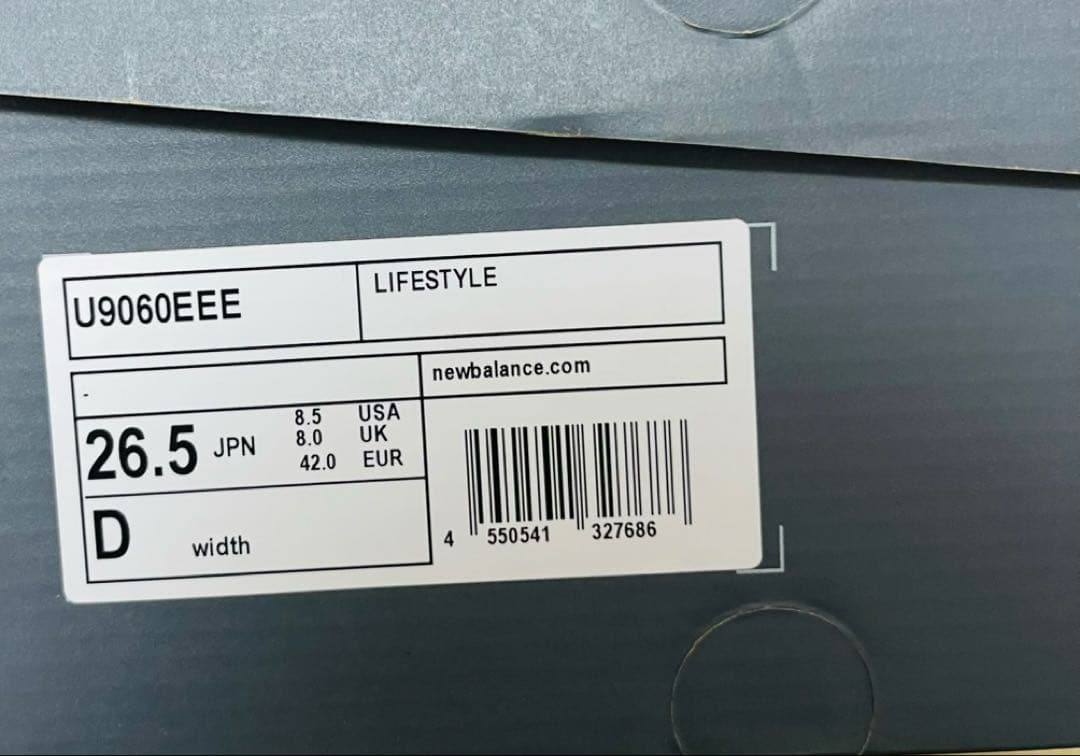 U9060EEE
LIFESTYLE
-
newbalance.com
26.5 JPN
8.5 USA
8.0 UK
42.0 EUR
D width
4 550541 327686